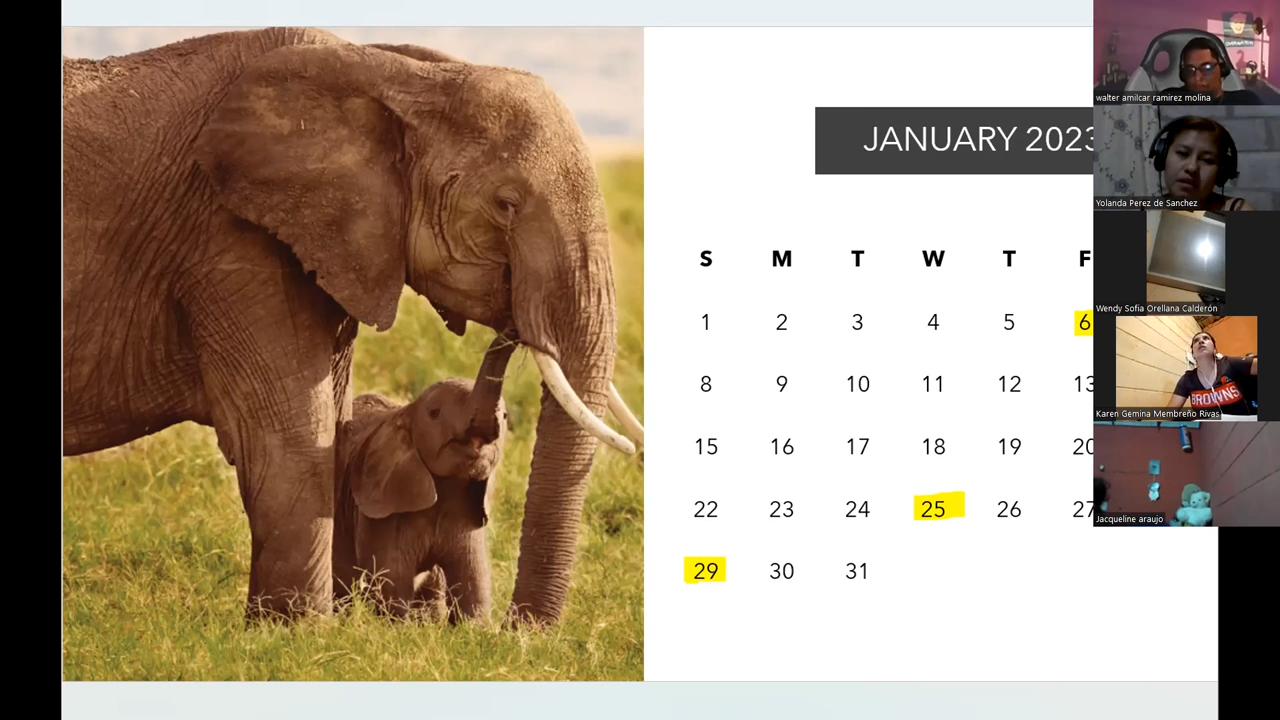 JANUARY 2023
S M T W T F
1 2 3 4 5 6
8 9 10 11 12 13
15 16 17 18 19 20
22 23 24 25 26 27
29 30 31
walter amilcar ramirez molina
Yolanda Perez de Sanchez
Wendy Sofia Orellana Calderón
BROWNS
Karen Gemina Membreño Rivas
Jacqueline araujo